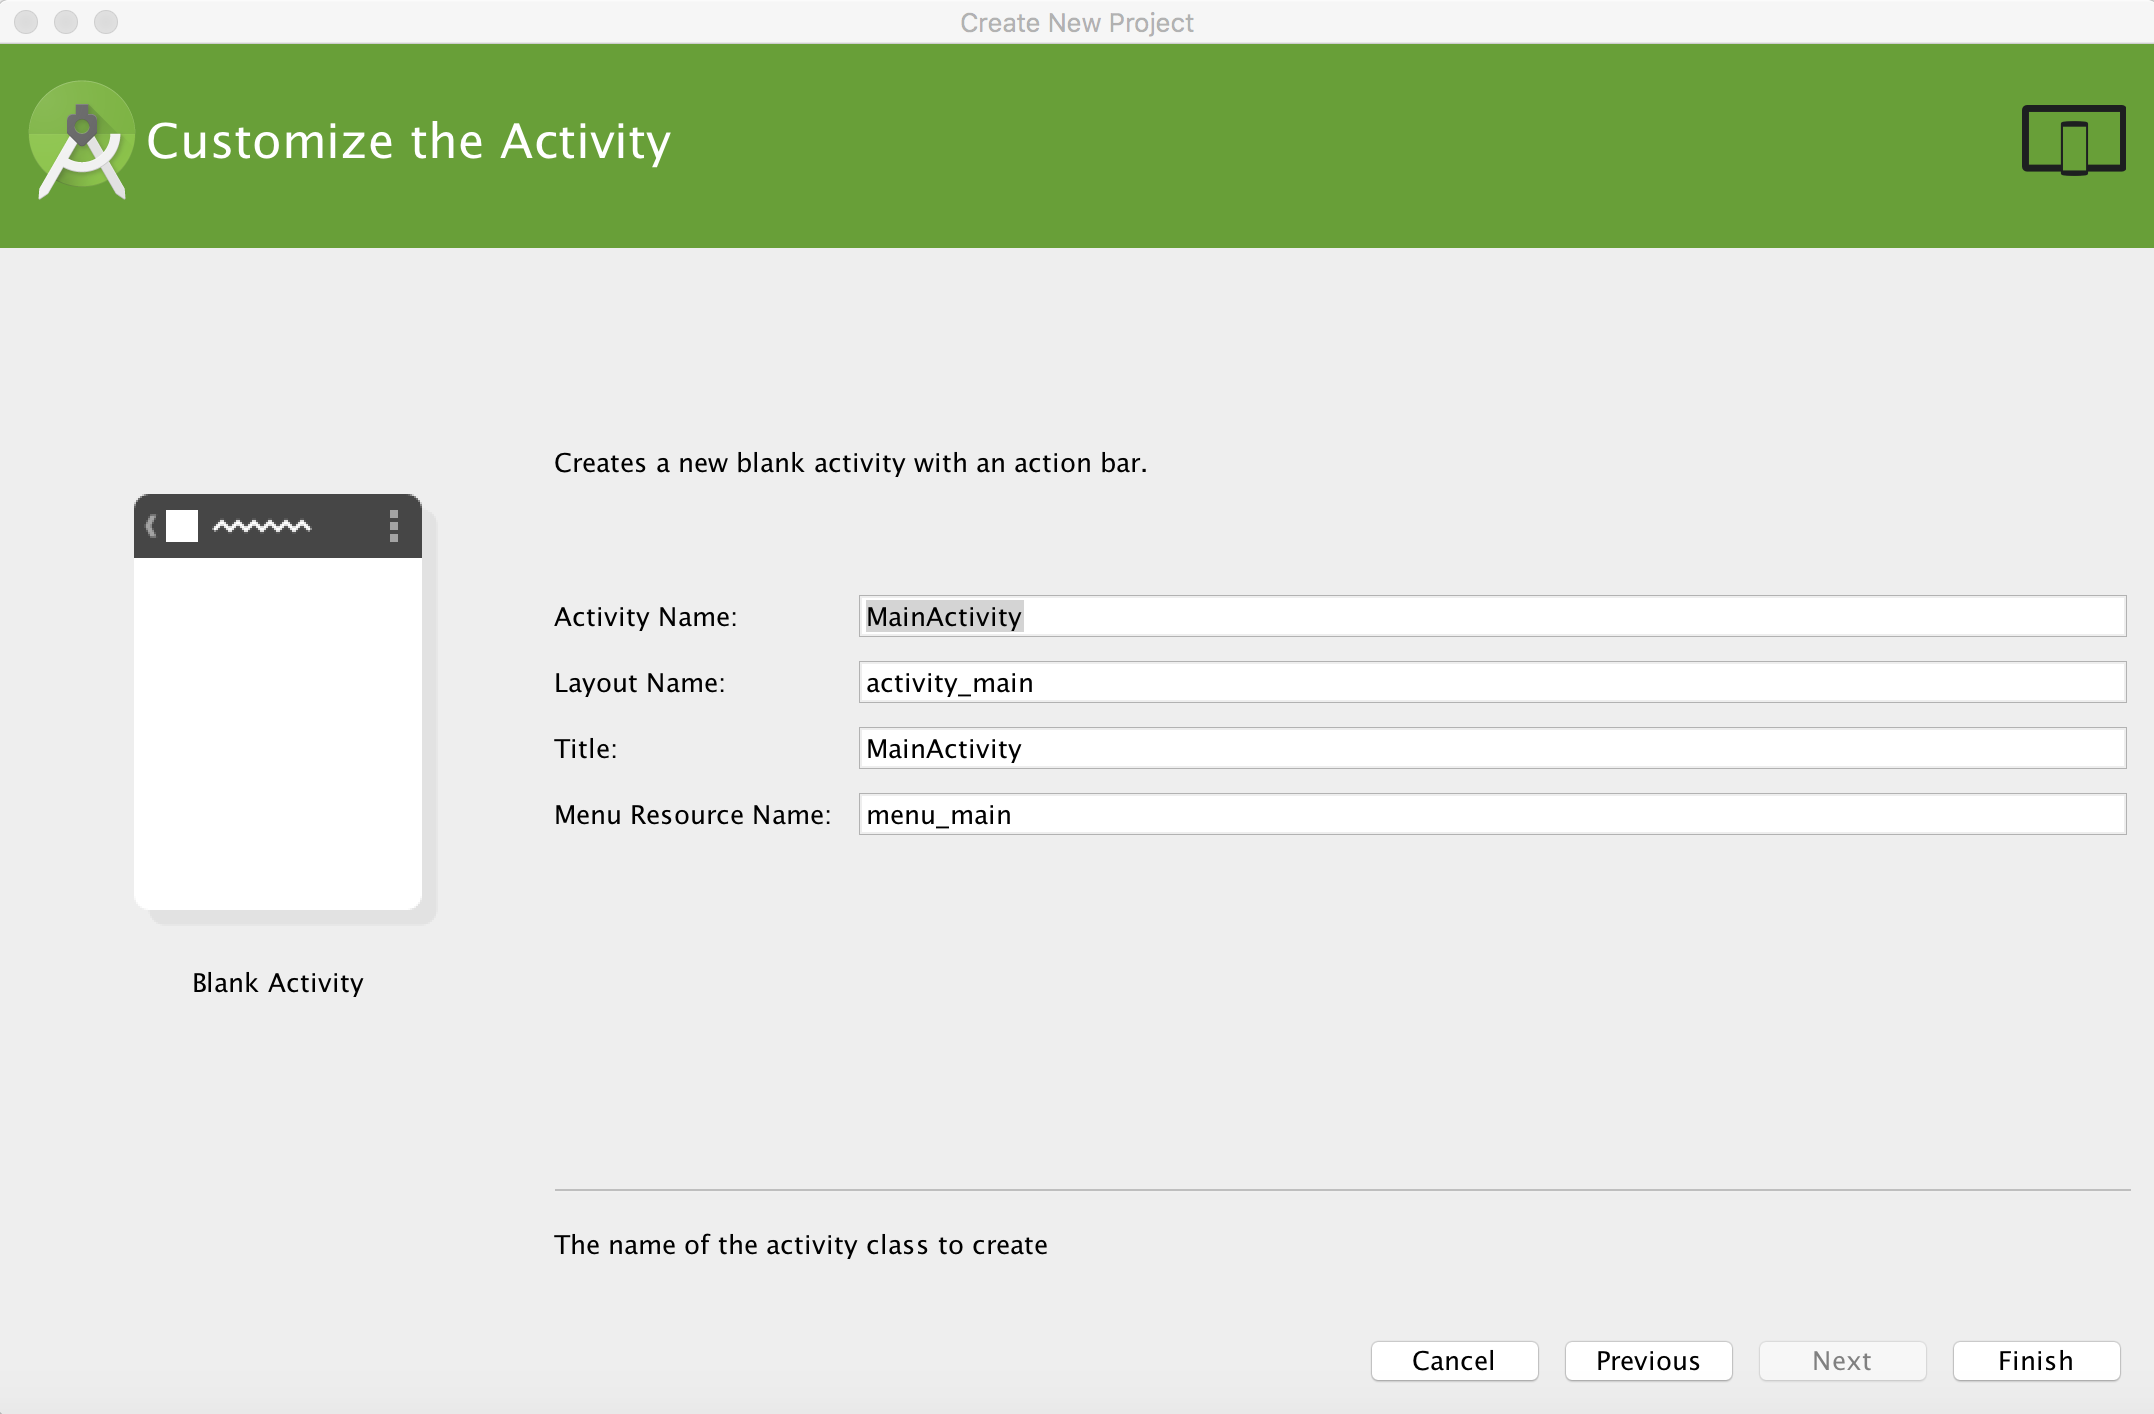 Create New Project
Customize the Activity
Creates a new blank activity with an action bar.
Activity Name: MainActivity
Layout Name: activity_main
Title: MainActivity
Menu Resource Name: menu_main
Blank Activity
The name of the activity class to create
Cancel Previous Next Finish